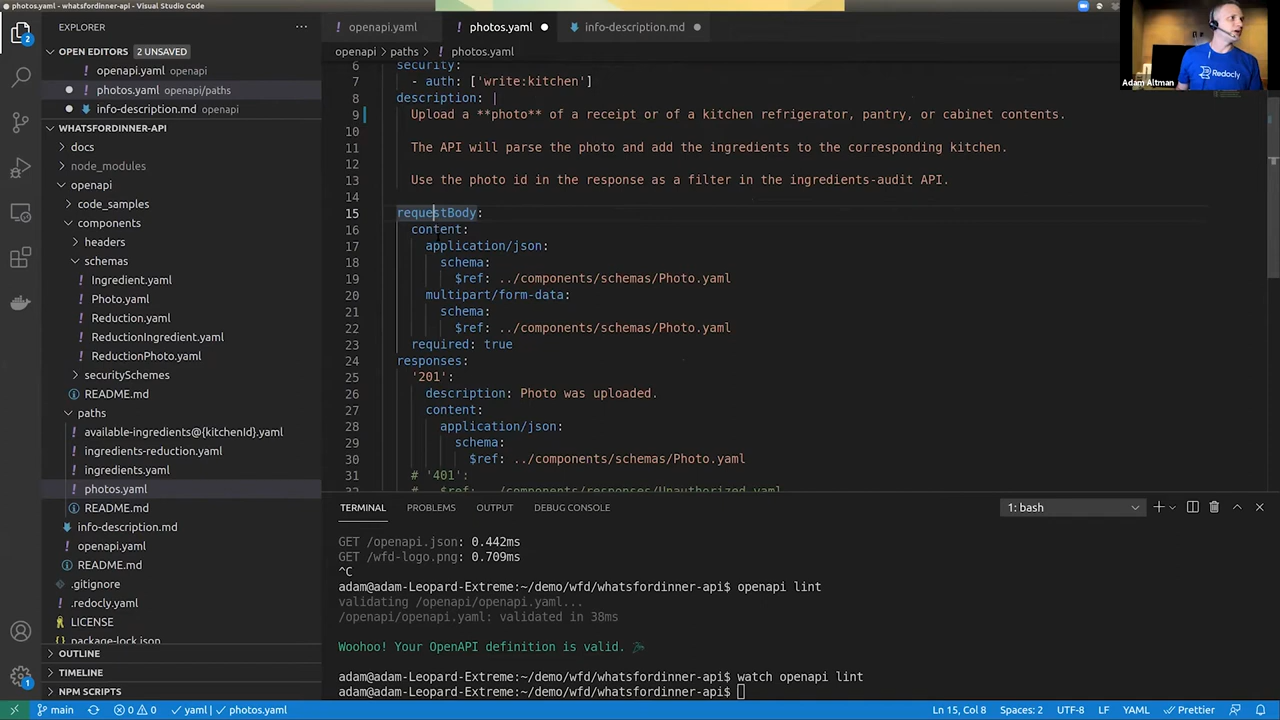 photos.yaml - whatsfordinner-api - Visual Studio Code
EXPLORER
openapi.yaml
photos.yaml
info-description.md
OPEN EDITORS 2 UNSAVED
openapi > paths > photos.yaml
openapi.yaml openapi
photos.yaml openapi/paths
info-description.md openapi
WHATSFORDINNER-API
docs
node_modules
openapi
code_samples
components
headers
schemas
Ingredient.yaml
Photo.yaml
Reduction.yaml
ReductionIngredient.yaml
ReductionPhoto.yaml
securitySchemes
README.md
paths
available-ingredients@{kitchenId}.yaml
ingredients-reduction.yaml
ingredients.yaml
photos.yaml
README.md
info-description.md
openapi.yaml
README.md
.gitignore
.redocly.yaml
LICENSE
package-lock.json
OUTLINE
TIMELINE
NPM SCRIPTS
6 security:
7 - auth: ['write:kitchen']
8 description: |
9 Upload a **photo** of a receipt or of a kitchen refrigerator, pantry, or cabinet contents.
10
11 The API will parse the photo and add the ingredients to the corresponding kitchen.
12
13 Use the photo id in the response as a filter in the ingredients-audit API.
14
15 requestBody:
16 content:
17 application/json:
18 schema:
19 $ref: ../components/schemas/Photo.yaml
20 multipart/form-data:
21 schema:
22 $ref: ../components/schemas/Photo.yaml
23 required: true
24 responses:
25 '201':
26 description: Photo was uploaded.
27 content:
28 application/json:
29 schema:
30 $ref: ../components/schemas/Photo.yaml
31 # '401':
32 # $ref: ../components/responses/Unauthorized.yaml
Redocly
Adam Altman
TERMINAL PROBLEMS OUTPUT DEBUG CONSOLE
1: bash
GET /openapi.json: 0.442ms
GET /wfd-logo.png: 0.709ms
^C
adam@adam-Leopard-Extreme:~/demo/wfd/whatsfordinner-api$ openapi lint
validating /openapi/openapi.yaml...
/openapi/openapi.yaml: validated in 38ms
Woohoo! Your OpenAPI definition is valid.
adam@adam-Leopard-Extreme:~/demo/wfd/whatsfordinner-api$ watch openapi lint
adam@adam-Leopard-Extreme:~/demo/wfd/whatsfordinner-api$
2
1
main 0 0 yaml | photos.yaml Ln 15, Col 8 Spaces: 2 UTF-8 LF YAML Prettier